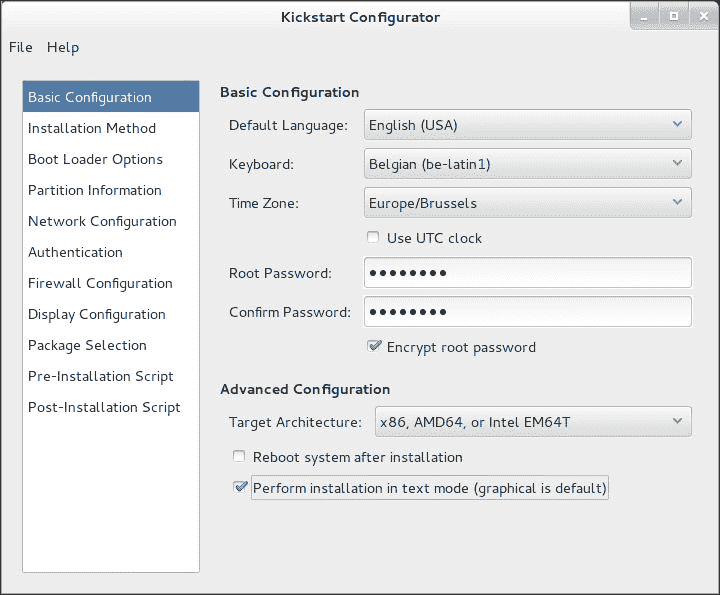 Kickstart Configurator
File Help
Basic Configuration
Installation Method
Boot Loader Options
Partition Information
Network Configuration
Authentication
Firewall Configuration
Display Configuration
Package Selection
Pre-Installation Script
Post-Installation Script
Basic Configuration
Default Language: English (USA)
Keyboard: Belgian (be-latin1)
Time Zone: Europe/Brussels
Use UTC clock
Root Password: ●●●●●●●●
Confirm Password: ●●●●●●●●
Encrypt root password
Advanced Configuration
Target Architecture: x86, AMD64, or Intel EM64T
Reboot system after installation
Perform installation in text mode (graphical is default)